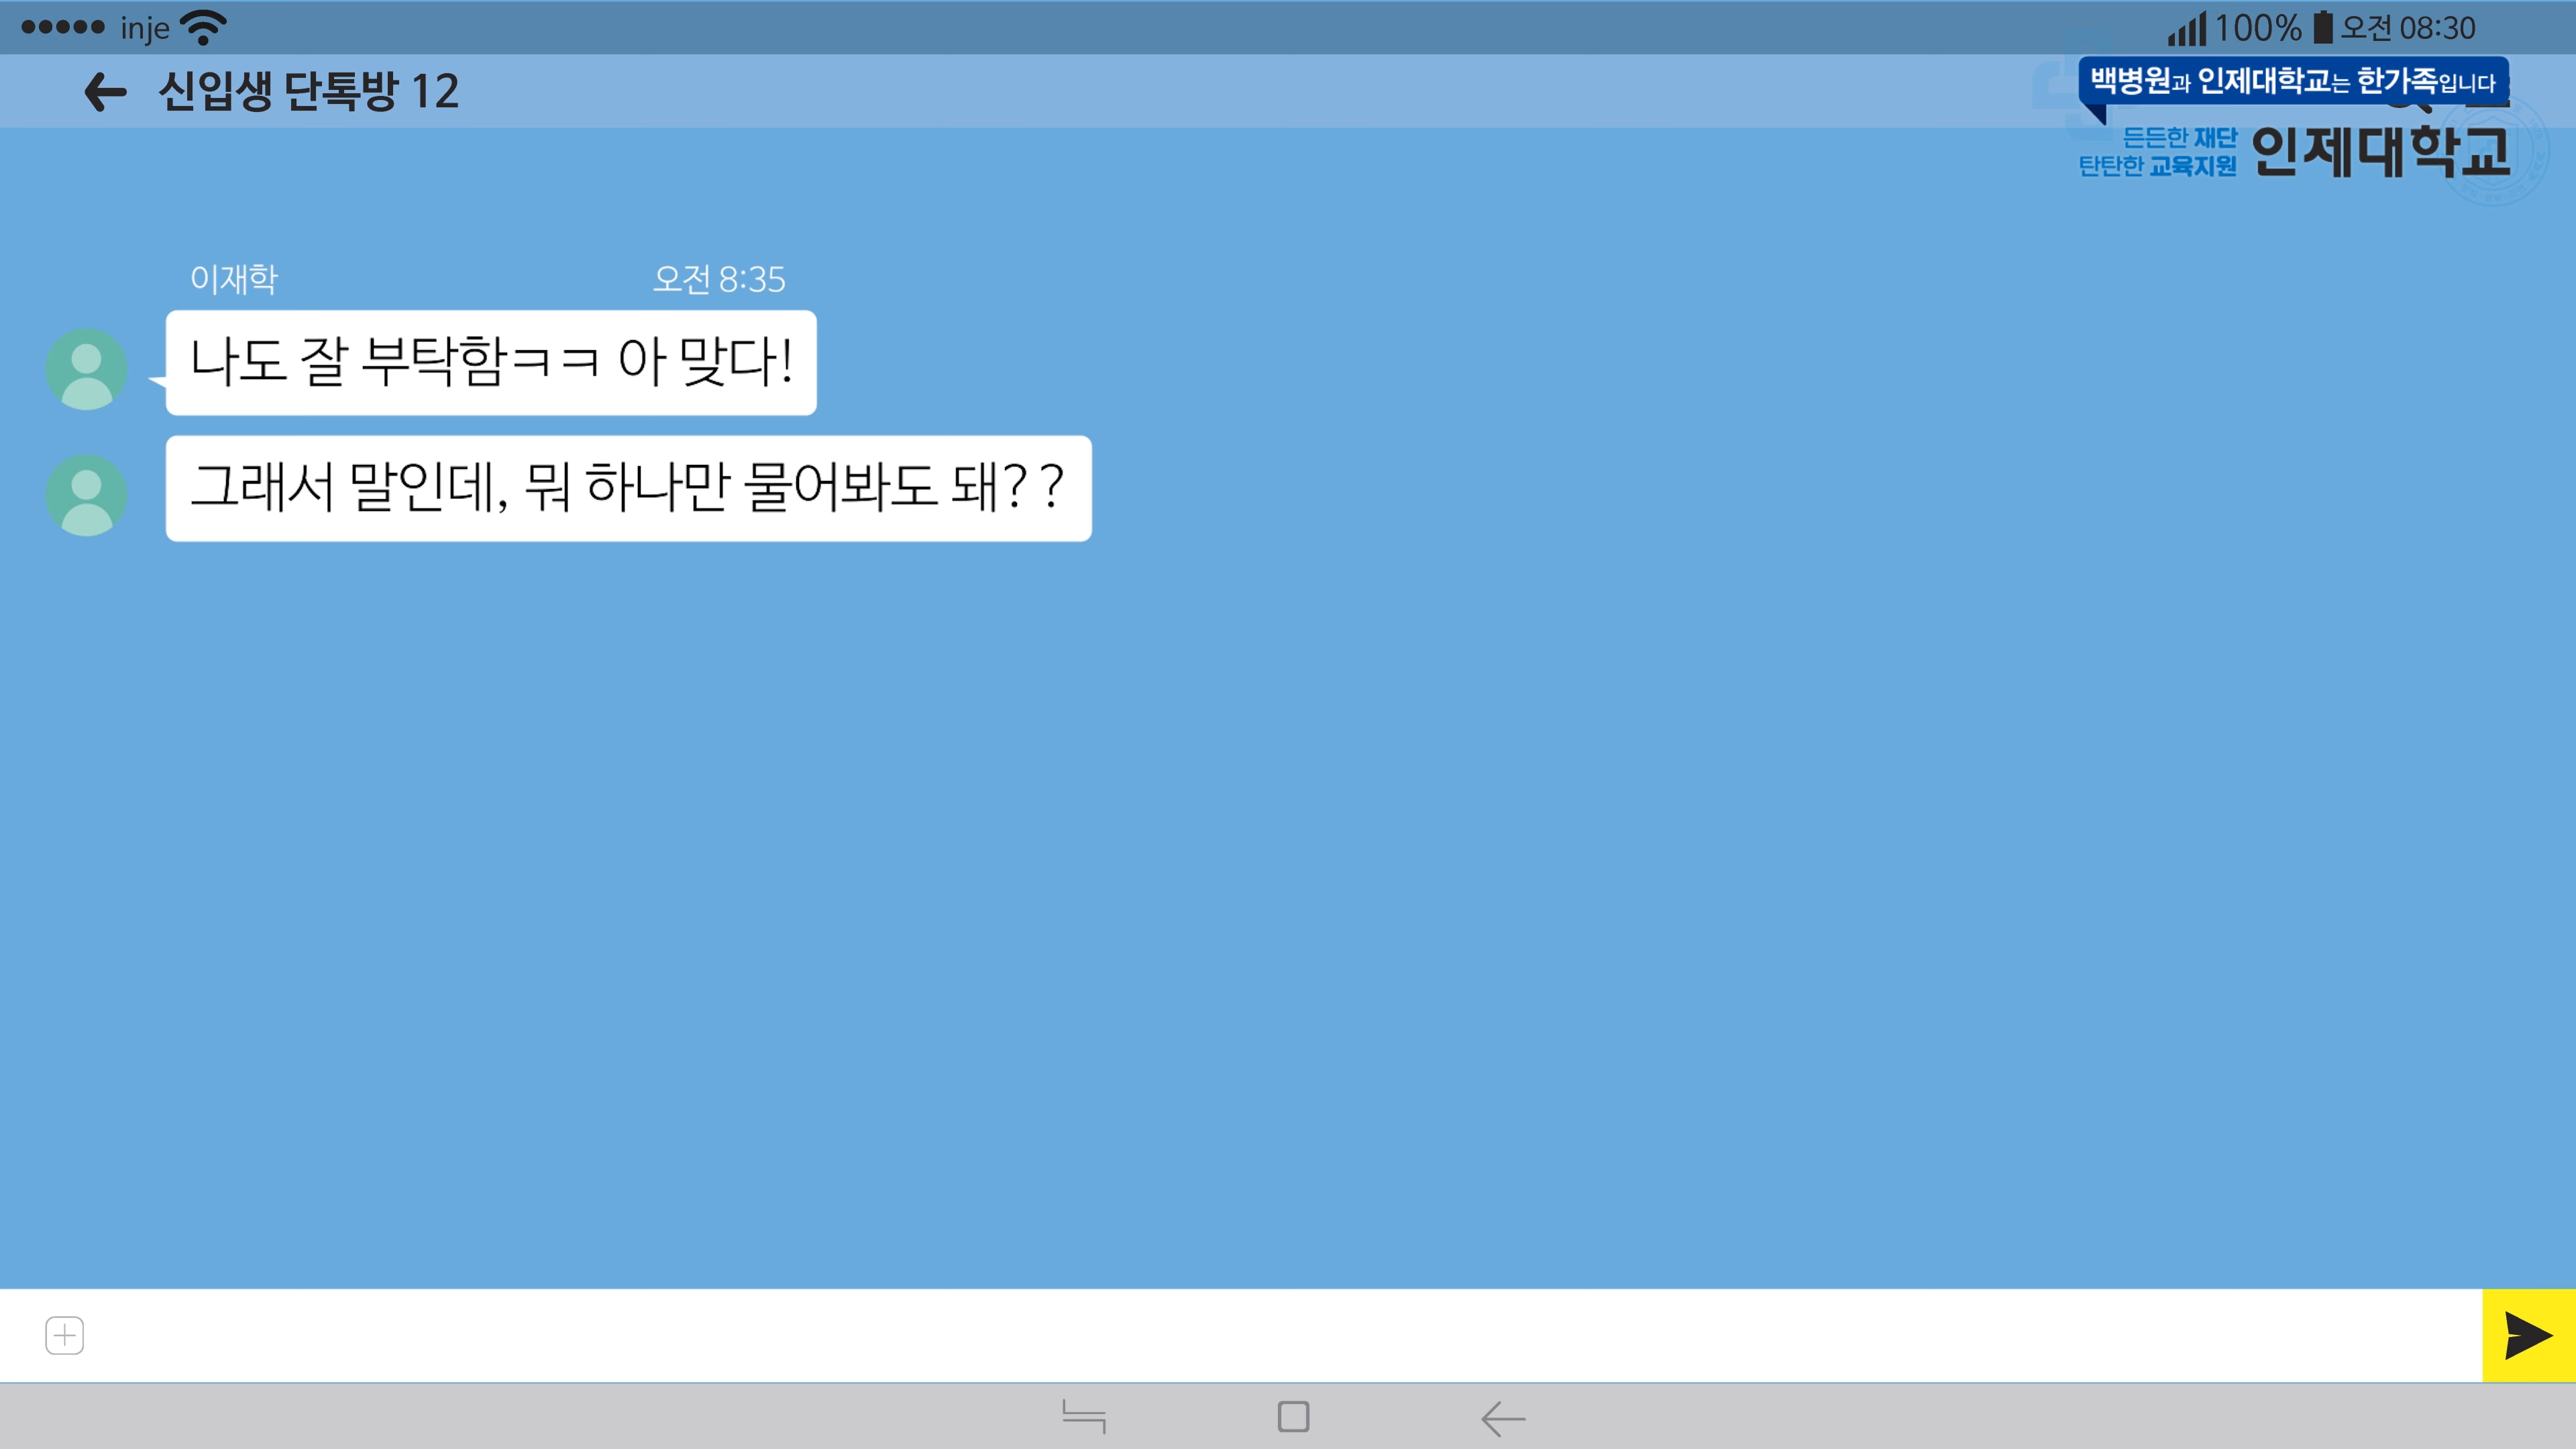 inje
100% 오전 08:30
신입생 단톡방 12
백병원과 인제대학교는 한가족입니다
든든한 재단
탄탄한 교육지원
인제대학교
이재학 오전 8:35
나도 잘 부탁함ㅋㅋ 아 맞다!
그래서 말인데, 뭐 하나만 물어봐도 돼? ?